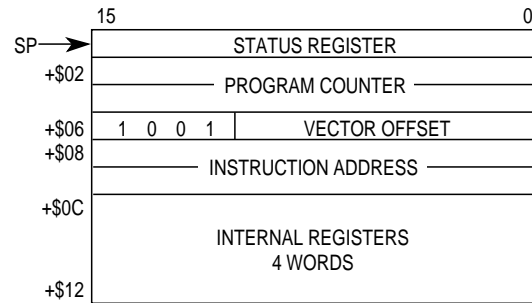 15 0
SP STATUS REGISTER
+$02 PROGRAM COUNTER
+$06 1 0 0 1 VECTOR OFFSET
+$08 INSTRUCTION ADDRESS
+$0C
INTERNAL REGISTERS
4 WORDS
+$12